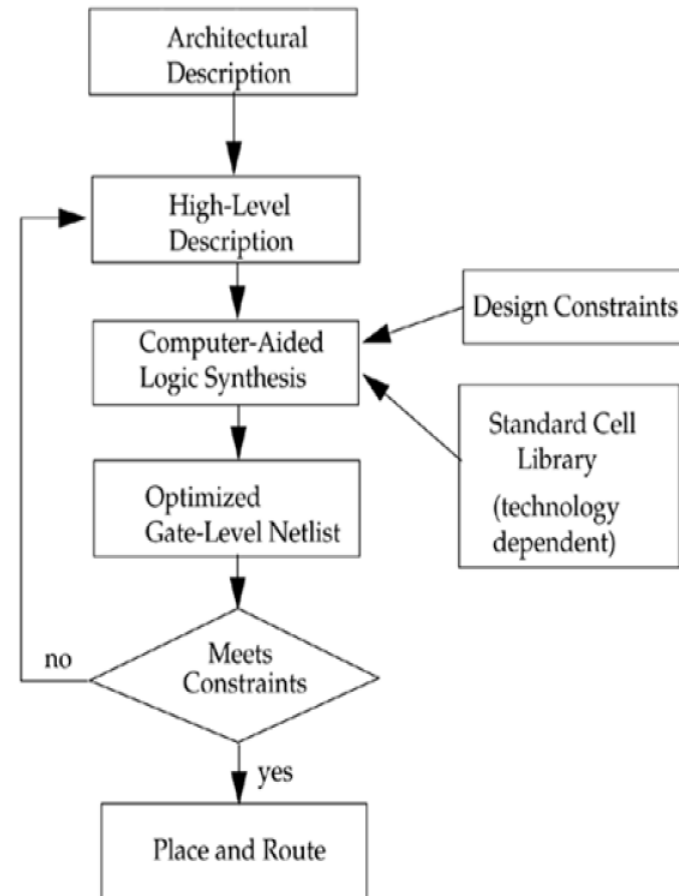 Architectural
Description
High-Level
Description
Computer-Aided
Logic Synthesis
Design Constraints
Standard Cell
Library
(technology
dependent)
Optimized
Gate-Level Netlist
Meets
Constraints
no
yes
Place and Route